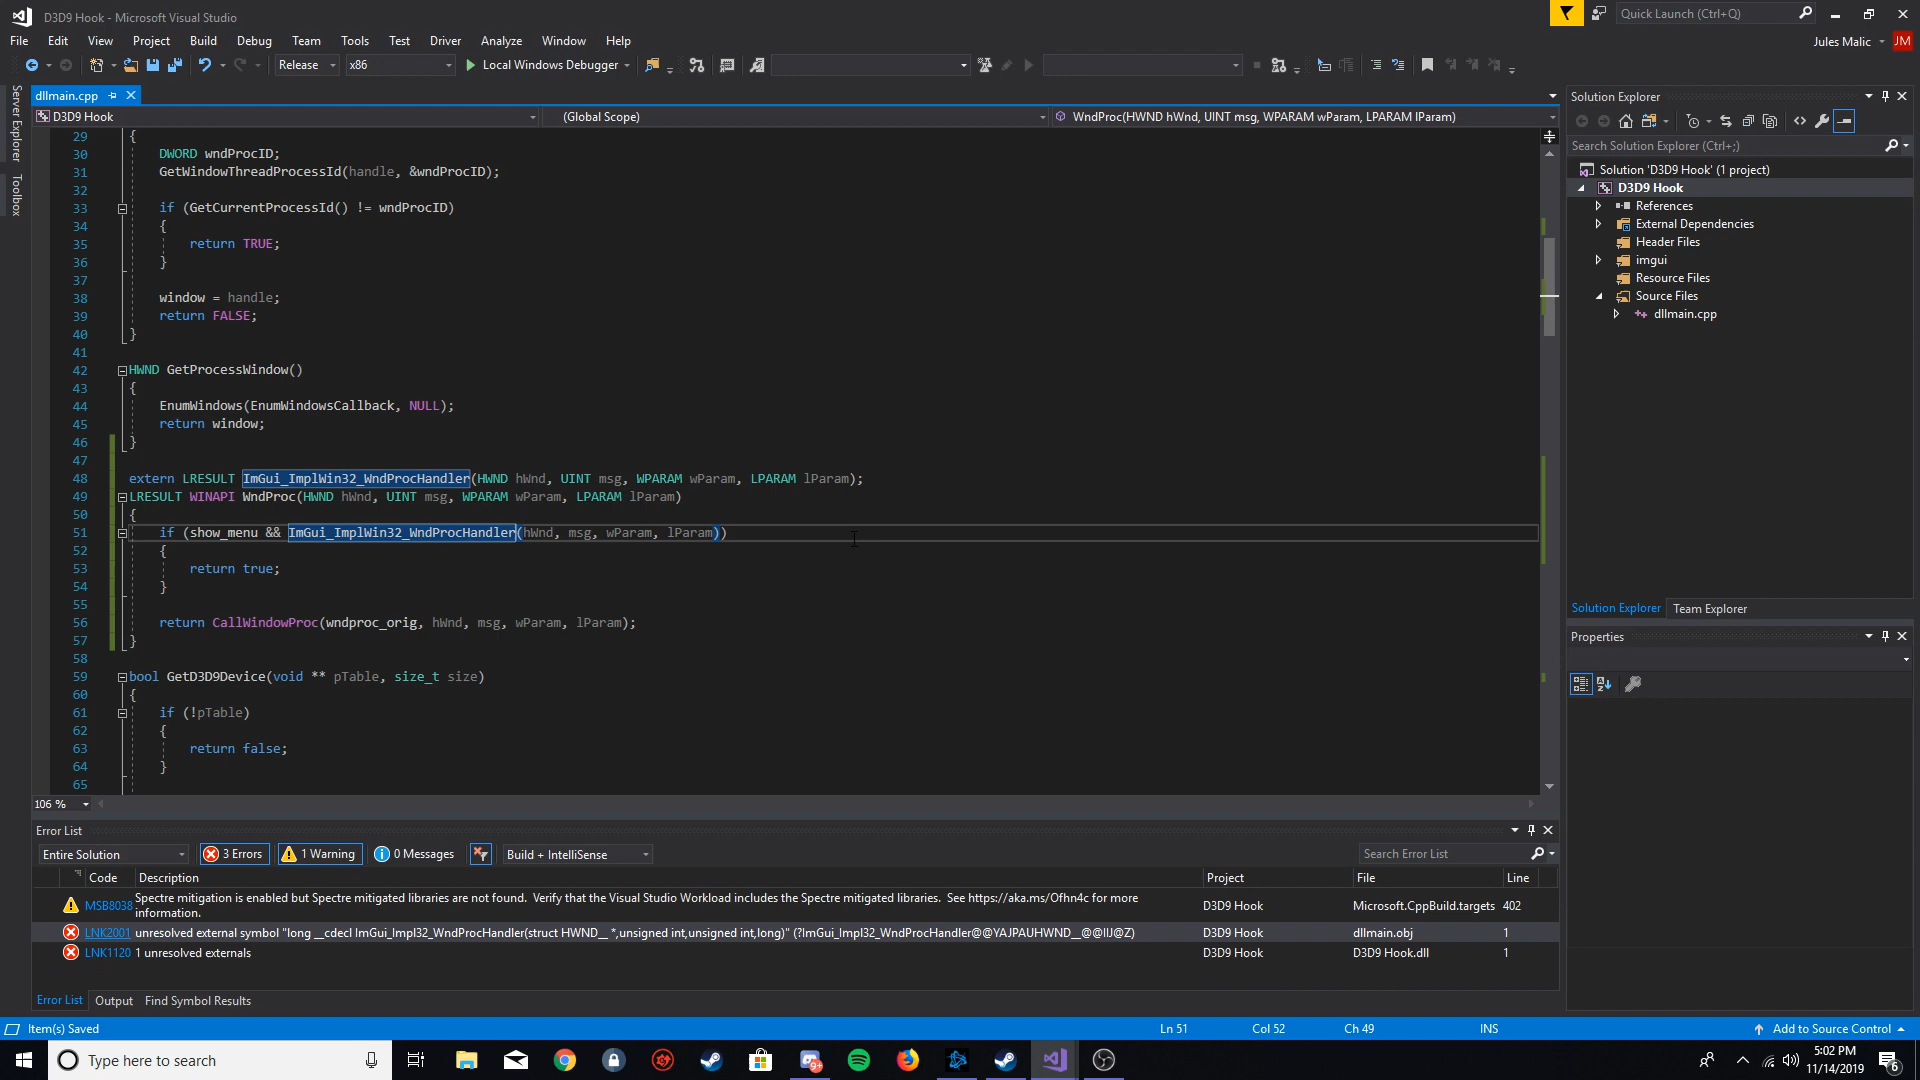 D3D9 Hook - Microsoft Visual Studio
Quick Launch (Ctrl+Q)
File Edit View Project Build Debug Team Tools Test Driver Analyze Window Help
Jules Malic JM
Release x86 Local Windows Debugger
Server Explorer
Toolbox
dllmain.cpp
D3D9 Hook (Global Scope) WndProc(HWND hWnd, UINT msg, WPARAM wParam, LPARAM lParam)
29 {
30 DWORD wndProcID;
31 GetWindowThreadProcessId(handle, &wndProcID);
32
33 if (GetCurrentProcessId() != wndProcID)
34 {
35 return TRUE;
36 }
37
38 window = handle;
39 return FALSE;
40 }
41
42 HWND GetProcessWindow()
43 {
44 EnumWindows(EnumWindowsCallback, NULL);
45 return window;
46 }
47
48 extern LRESULT ImGui_ImplWin32_WndProcHandler(HWND hWnd, UINT msg, WPARAM wParam, LPARAM lParam);
49 LRESULT WINAPI WndProc(HWND hWnd, UINT msg, WPARAM wParam, LPARAM lParam)
50 {
51 if (show_menu && ImGui_ImplWin32_WndProcHandler(hWnd, msg, wParam, lParam))
52 {
53 return true;
54 }
55
56 return CallWindowProc(wndproc_orig, hWnd, msg, wParam, lParam);
57 }
58
59 bool GetD3D9Device(void ** pTable, size_t size)
60 {
61 if (!pTable)
62 {
63 return false;
64 }
65
106 %
Solution Explorer
Search Solution Explorer (Ctrl+;)
Solution 'D3D9 Hook' (1 project)
D3D9 Hook
References
External Dependencies
Header Files
imgui
Resource Files
Source Files
dllmain.cpp
Solution Explorer Team Explorer
Properties
Error List
Entire Solution 3 Errors 1 Warning 0 Messages Build + IntelliSense Search Error List
Code Description Project File Line
MSB8038 Spectre mitigation is enabled but Spectre mitigated libraries are not found. Verify that the Visual Studio Workload includes the Spectre mitigated libraries. See https://aka.ms/Ofhn4c for more
information. D3D9 Hook Microsoft.CppBuild.targets 402
LNK2001 unresolved external symbol "long __cdecl ImGui_Impl32_WndProcHandler(struct HWND__ *,unsigned int,unsigned int,long)" (?ImGui_Impl32_WndProcHandler@@YAJPAUHWND__@@IIJ@Z) D3D9 Hook dllmain.obj 1
LNK1120 1 unresolved externals D3D9 Hook D3D9 Hook.dll 1
Error List Output Find Symbol Results
Item(s) Saved Ln 51 Col 52 Ch 49 INS Add to Source Control
Type here to search
5:02 PM
11/14/2019
6